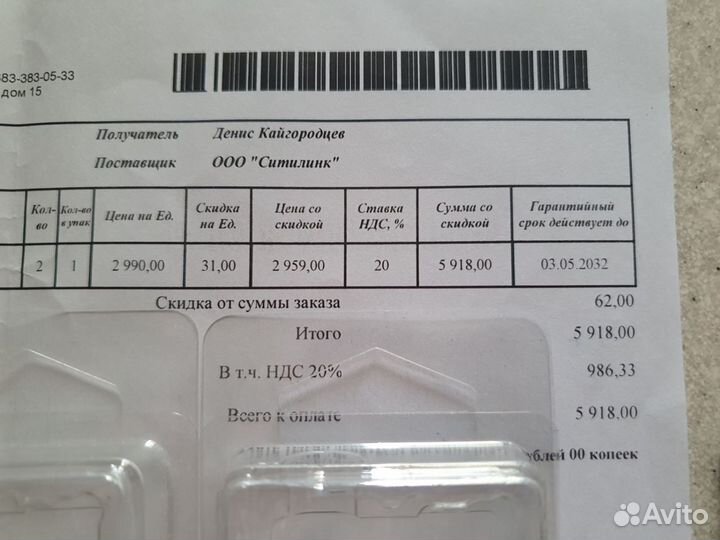 383-383-05-33
дом 15
Получатель Денис Кайгородцев
Поставщик ООО "Ситилинк"
Кол-во Кол-во в упак Цена на Ед. Скидка на Ед. Цена со скидкой Ставка НДС, % Сумма со скидкой Гарантийный срок действует до
2 1 2 990,00 31,00 2 959,00 20 5 918,00 03.05.2032
Скидка от суммы заказа 62,00
Итого 5 918,00
В т.ч. НДС 20% 986,33
Всего к оплате 5 918,00
рублей 00 копеек
Avito